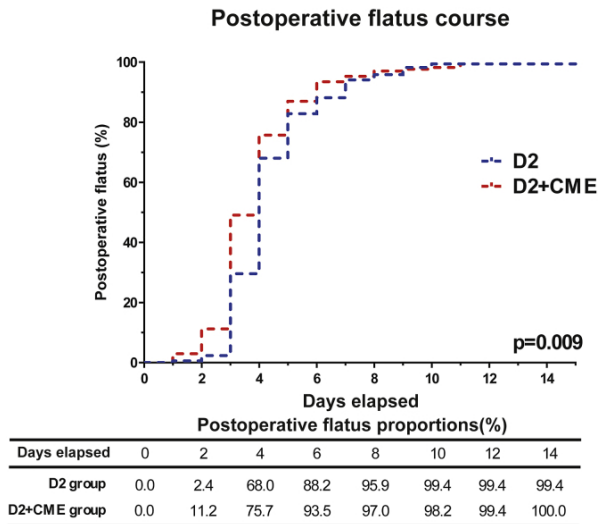 Postoperative flatus course
Postoperative flatus (%)
100
80
60
40
20
0
D2
D2+CME
p=0.009
0 2 4 6 8 10 12 14
Days elapsed
Postoperative flatus proportions(%)
Days elapsed 0 2 4 6 8 10 12 14
D2 group 0.0 2.4 68.0 88.2 95.9 99.4 99.4 99.4
D2+CME group 0.0 11.2 75.7 93.5 97.0 98.2 99.4 100.0